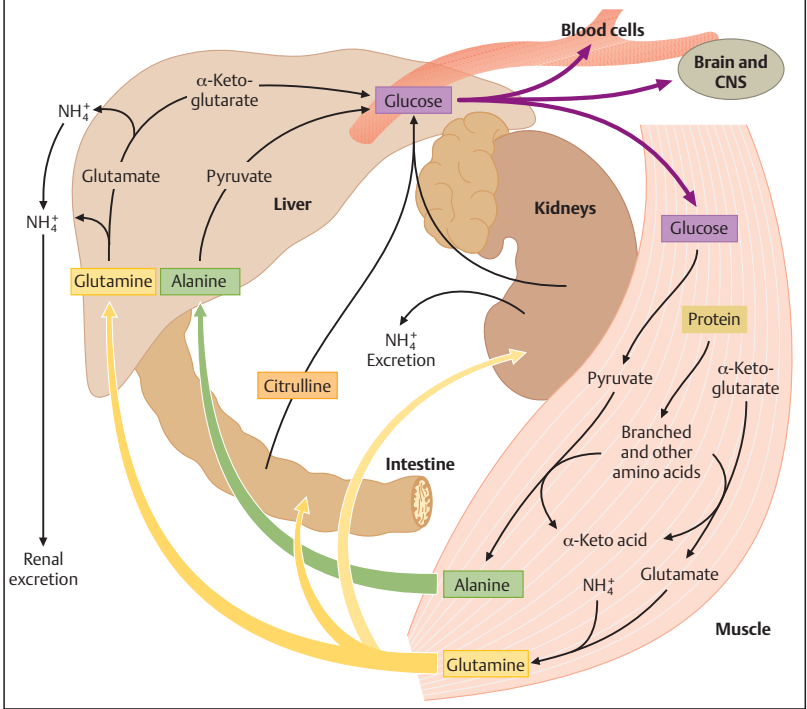 Blood cells
Brain and
CNS
α-Keto-
glutarate
Glucose
NH₄⁺
Glutamate
Pyruvate
Liver
Kidneys
NH₄⁺
Glucose
Glutamine
Alanine
Protein
NH₄⁺
Excretion
Citrulline
Pyruvate
α-Keto-
glutarate
Branched
and other
amino acids
Intestine
α-Keto acid
Renal
excretion
Alanine
NH₄⁺
Glutamate
Muscle
Glutamine